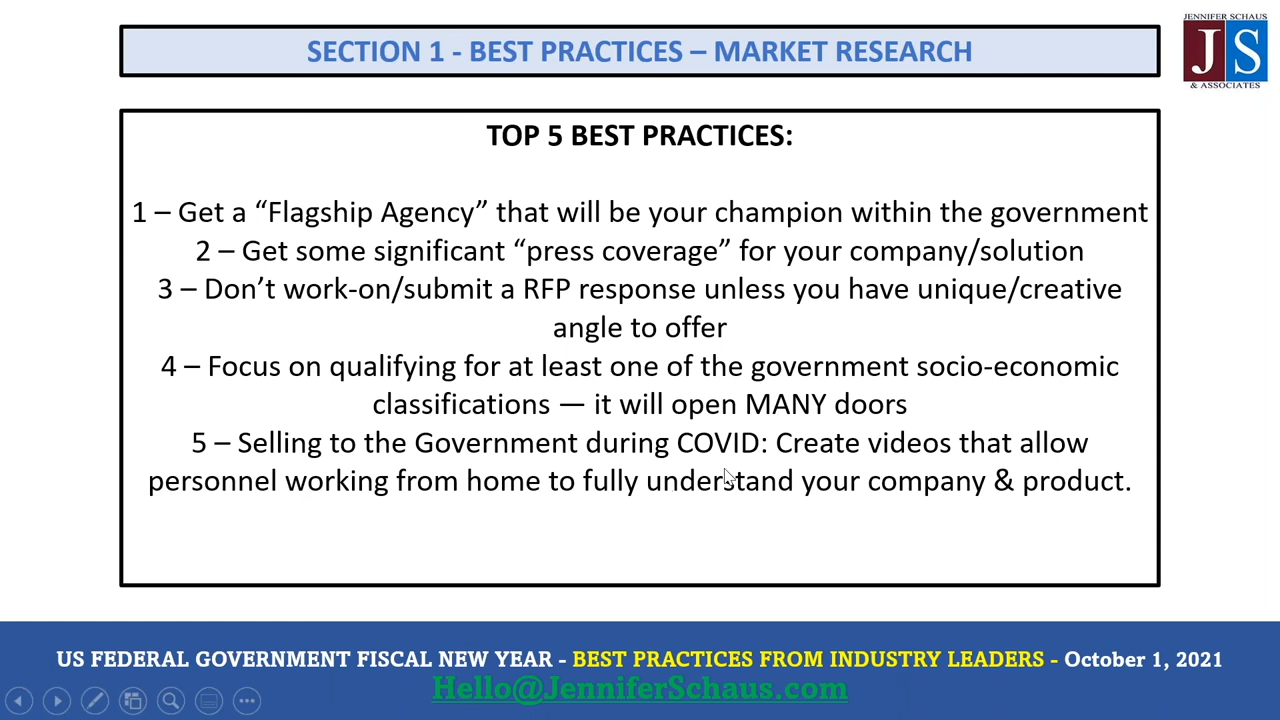 JENNIFER SCHAUS
JS
& ASSOCIATES
SECTION 1 - BEST PRACTICES – MARKET RESEARCH
TOP 5 BEST PRACTICES:
1 – Get a “Flagship Agency” that will be your champion within the government
2 – Get some significant “press coverage” for your company/solution
3 – Don’t work-on/submit a RFP response unless you have unique/creative
angle to offer
4 – Focus on qualifying for at least one of the government socio-economic
classifications — it will open MANY doors
5 – Selling to the Government during COVID: Create videos that allow
personnel working from home to fully understand your company & product.
US FEDERAL GOVERNMENT FISCAL NEW YEAR - BEST PRACTICES FROM INDUSTRY LEADERS - October 1, 2021
Hello@JenniferSchaus.com